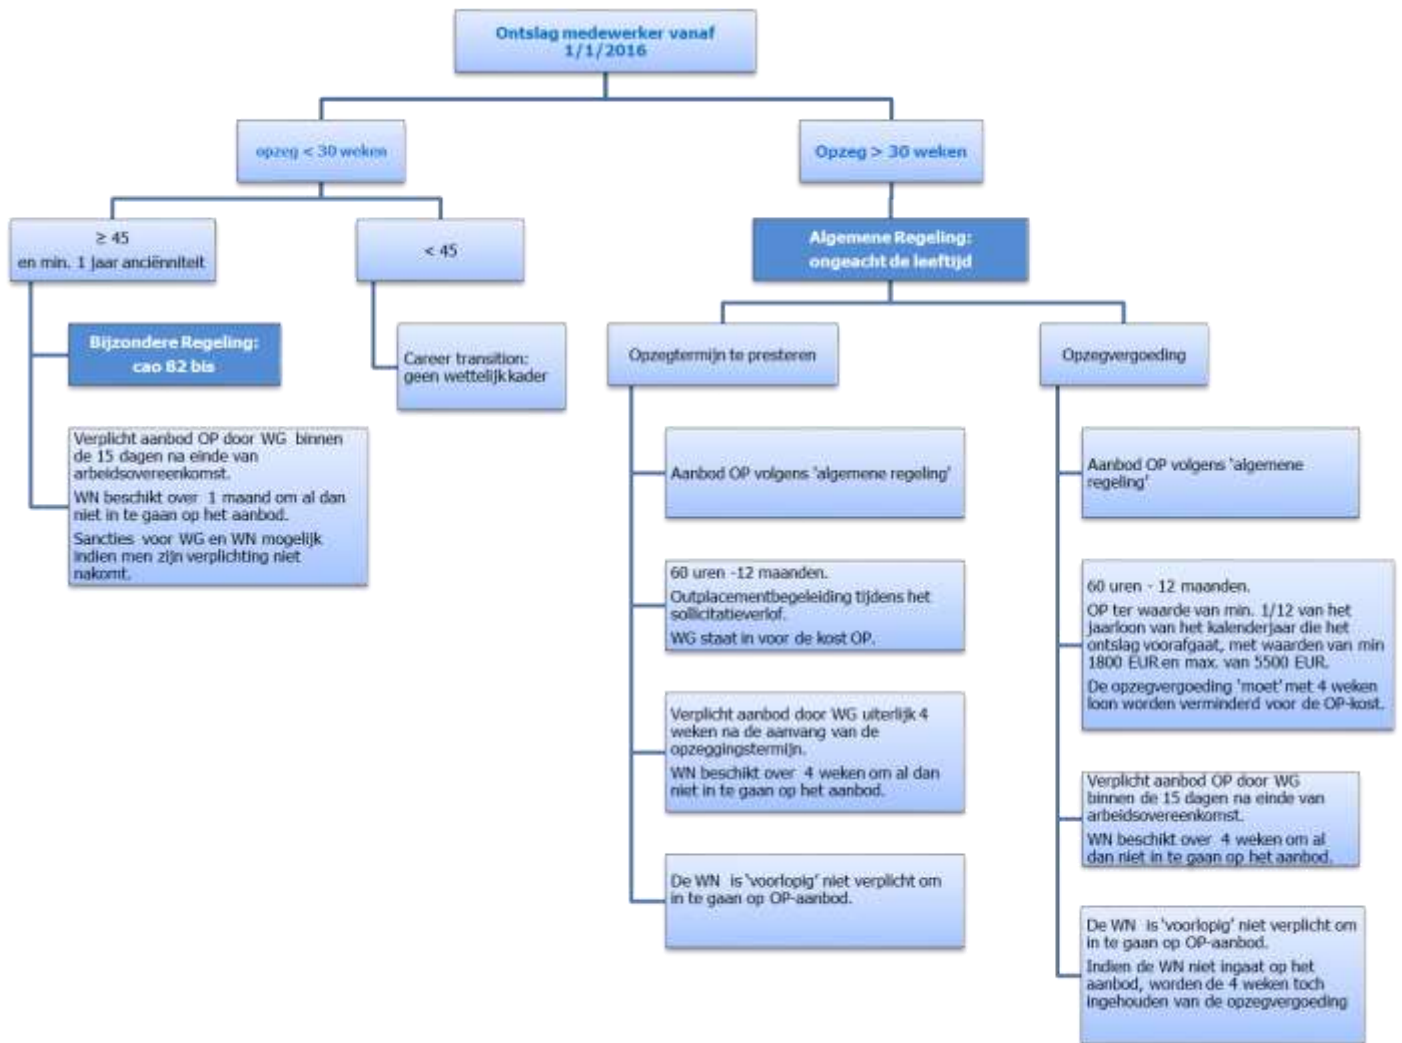 Ontslag medewerker vanaf
1/1/2016
opzeg < 30 weken
Opzeg > 30 weken
≥ 45
en min. 1 jaar anciënniteit
< 45
Algemene Regeling:
ongeacht de leeftijd
Bijzondere Regeling:
cao 82 bis
Career transition:
geen wettelijk kader
Verplicht aanbod OP door WG binnen
de 15 dagen na einde van
arbeidsovereenkomst.
WN beschikt over 1 maand om al dan
niet in te gaan op het aanbod.
Sancties voor WG en WN mogelijk
indien men zijn verplichting niet
nakomt.
Opzegtermijn te presteren
Aanbod OP volgens 'algemene regeling'
60 uren -12 maanden.
Outplacementbegeleiding tijdens het
sollicitatieverlof.
WG staat in voor de kost OP.
Verplicht aanbod door WG uiterlijk 4
weken na de aanvang van de
opzeggingstermijn.
WN beschikt over 4 weken om al dan
niet in te gaan op het aanbod.
De WN is 'voorlopig' niet verplicht om
in te gaan op OP-aanbod.
Opzegvergoeding
Aanbod OP volgens 'algemene
regeling'
60 uren - 12 maanden.
OP ter waarde van min. 1/12 van het
jaarloon van het kalenderjaar die het
ontslag voorafgaat, met waarden van min
1800 EUR en max. van 5500 EUR.
De opzegvergoeding 'moet' met 4 weken
loon worden verminderd voor de OP-kost.
Verplicht aanbod OP door WG
binnen de 15 dagen na einde van
arbeidsovereenkomst.
WN beschikt over 4 weken om al
dan niet in te gaan op het aanbod.
De WN is 'voorlopig' niet verplicht om
in te gaan op OP-aanbod.
Indien de WN niet ingaat op het
aanbod, worden de 4 weken toch
ingehouden van de opzegvergoeding